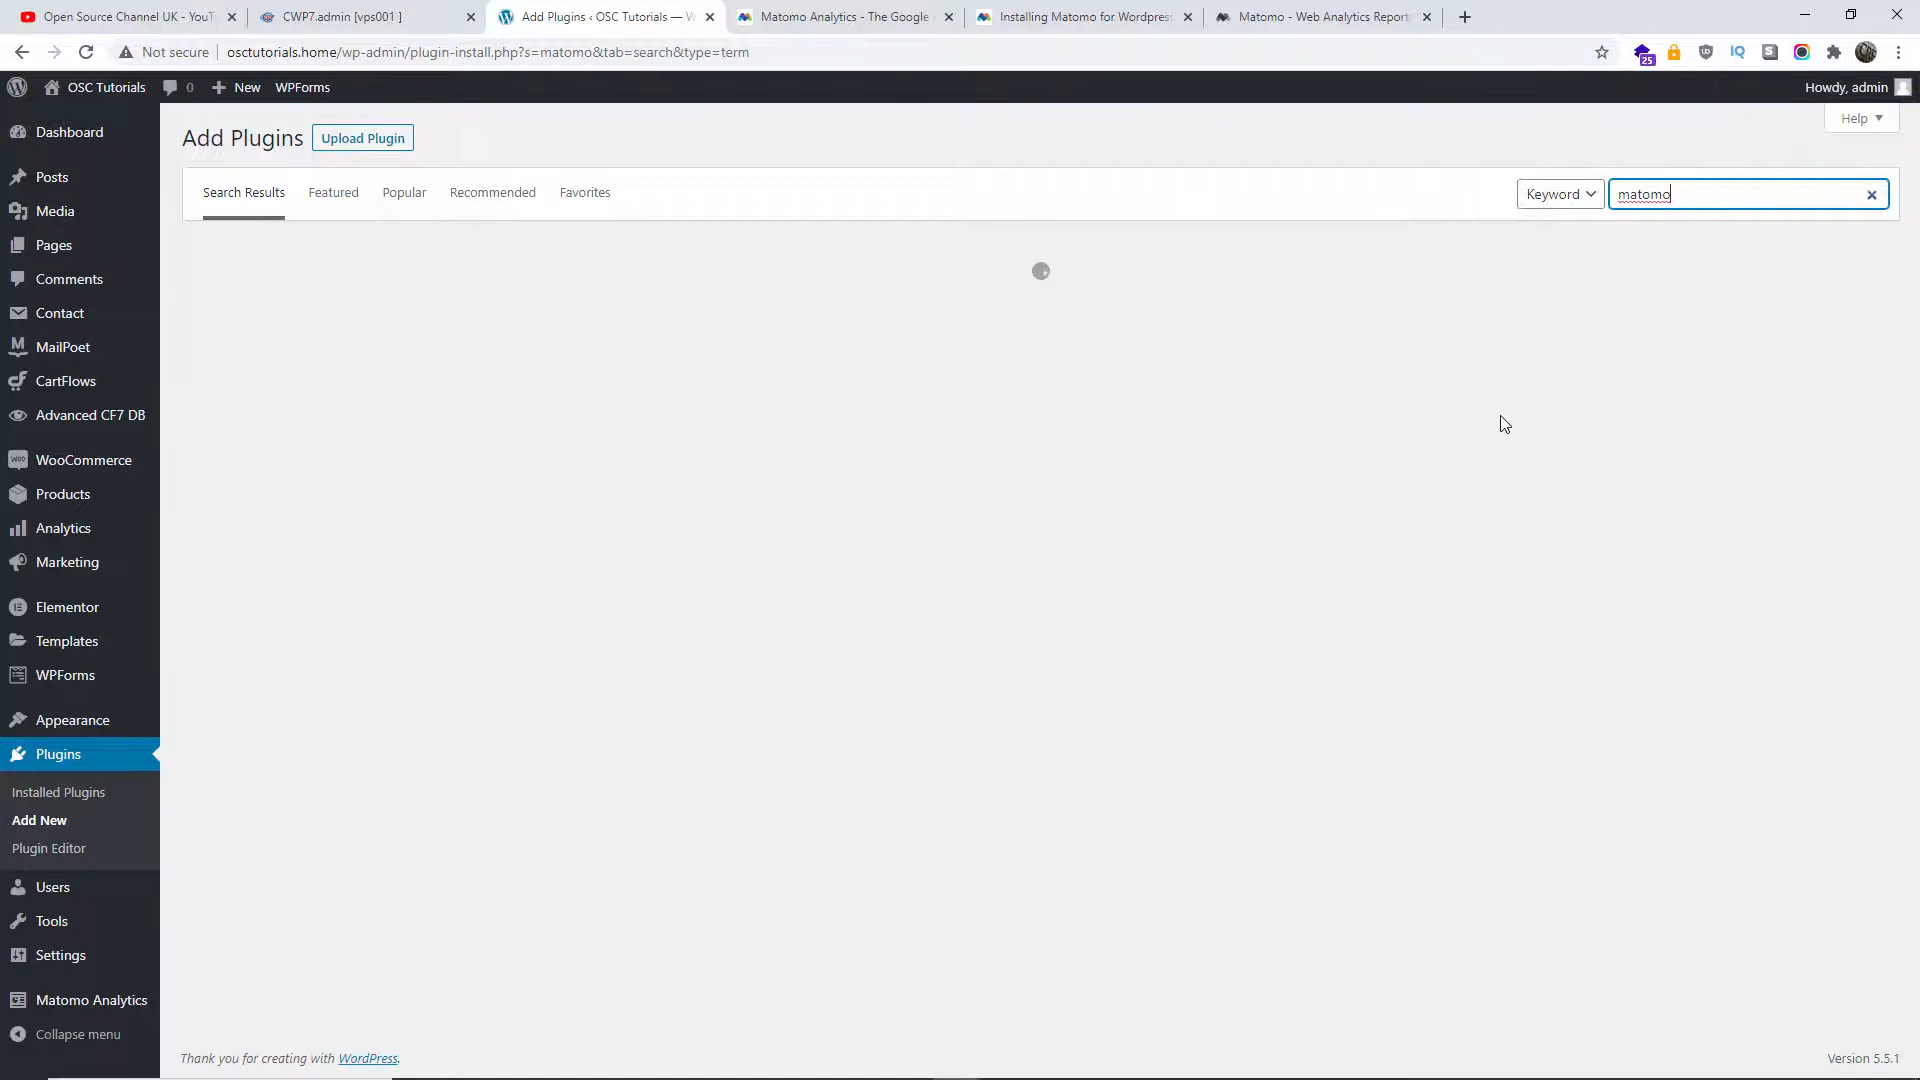 Open Source Channel UK - YouT
CWP7.admin [vps001 ]
Add Plugins ‹ OSC Tutorials — W
Matomo Analytics - The Google
Installing Matomo for Wordpress
Matomo - Web Analytics Report
Not secure
osctutorials.home/wp-admin/plugin-install.php?s=matomo&tab=search&type=term
25
OSC Tutorials
0
New
WPForms
Howdy, admin
Dashboard
Posts
Media
Pages
Comments
Contact
MailPoet
CartFlows
Advanced CF7 DB
WooCommerce
Products
Analytics
Marketing
Elementor
Templates
WPForms
Appearance
Plugins
Installed Plugins
Add New
Plugin Editor
Users
Tools
Settings
Matomo Analytics
Collapse menu
Help
Add Plugins
Upload Plugin
Search Results
Featured
Popular
Recommended
Favorites
Keyword
matomo
Thank you for creating with WordPress.
Version 5.5.1